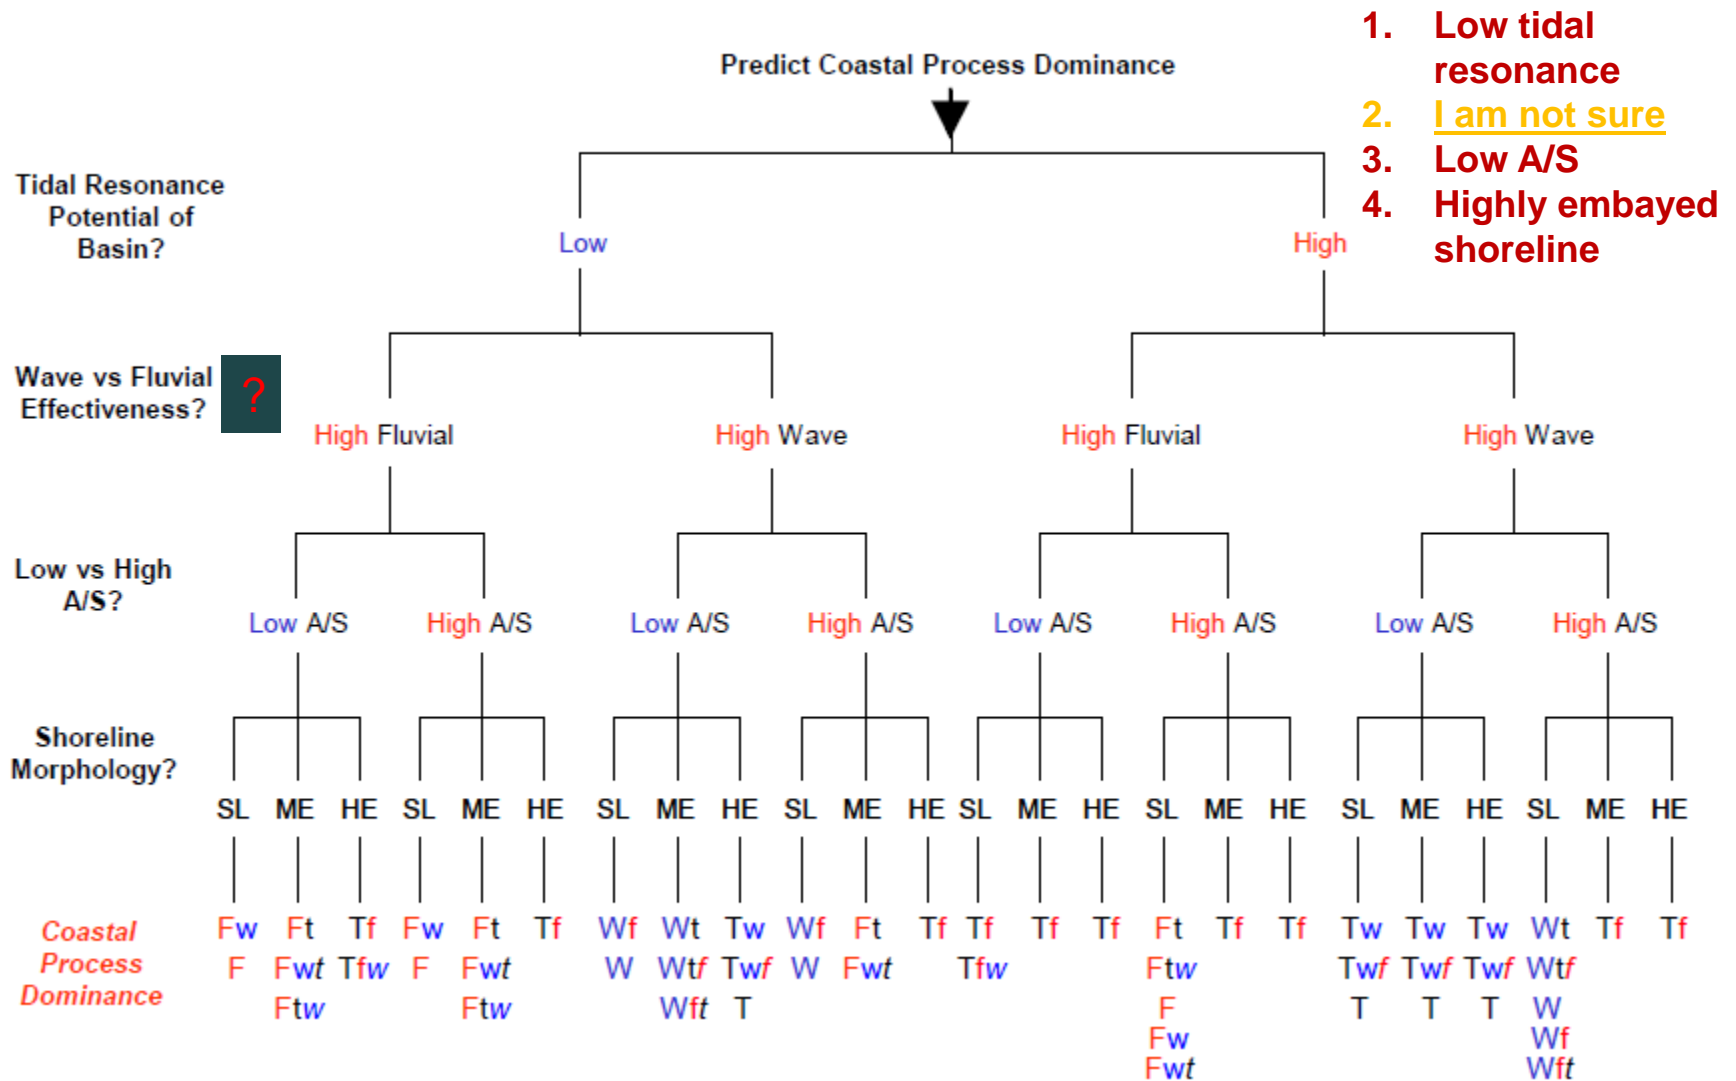 1. Low tidal
resonance
2. I am not sure
3. Low A/S
4. Highly embayed
shoreline
Predict Coastal Process Dominance
Tidal Resonance
Potential of
Basin?
Low High
Wave vs Fluvial
Effectiveness?
?
High Fluvial High Wave High Fluvial High Wave
Low vs High
A/S?
Low A/S High A/S Low A/S High A/S Low A/S High A/S Low A/S High A/S
Shoreline
Morphology?
SL ME HE SL ME HE SL ME HE SL ME HE SL ME HE SL ME HE SL ME HE SL ME HE
Coastal
Process
Dominance
Fw Ft Tf Fw Ft Tf Wf Wt Tw Wf Ft Tf Tf Tf Tf Ft Tf Tf Tw Tw Tw Wt Tf Tf
F Fwt Tfw F Fwt W Wtf Twf W Fwt Tfw Ftw Twf Twf Twf Wtf
Ftw Ftw Wft T F T T T W
Fw Wf
Fwt Wft